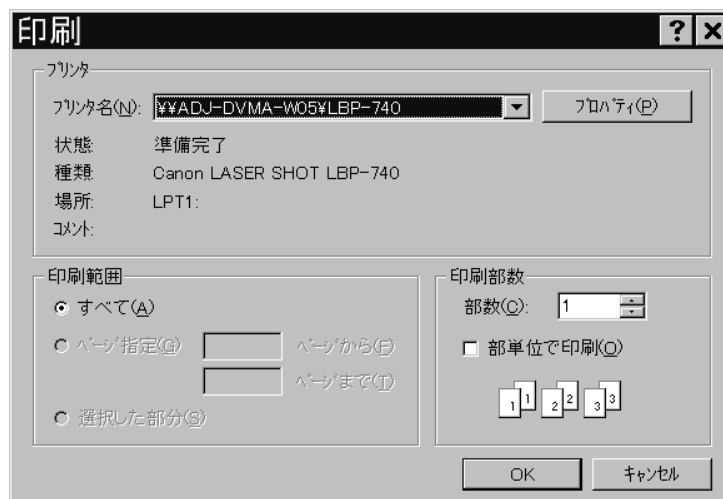 印刷
プリンタ
プリンタ名(N): ¥¥ADJ-DVMA-W05¥LBP-740 プロパティ(P)
状態: 準備完了
種類: Canon LASER SHOT LBP-740
場所: LPT1:
コメント:
印刷範囲
すべて(A)
ページ指定(G) ページから(F)
ページまで(T)
選択した部分(S)
印刷部数
部数(C): 1
部単位で印刷(O)
1 1 2 2 3 3
OK キャンセル